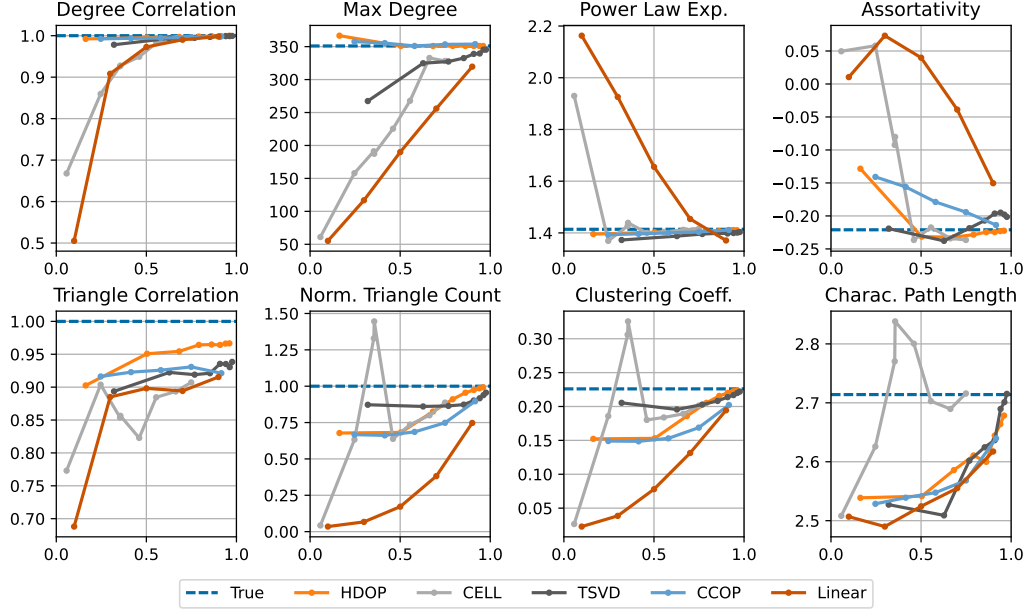 Degree Correlation
Max Degree
Power Law Exp.
Assortativity
1.0
0.9
0.8
0.7
0.6
0.5
0.0 0.5 1.0
350
300
250
200
150
100
50
0.0 0.5 1.0
2.2
2.0
1.8
1.6
1.4
0.0 0.5 1.0
0.05
0.00
−0.05
−0.10
−0.15
−0.20
−0.25
0.0 0.5 1.0
Triangle Correlation
Norm. Triangle Count
Clustering Coeff.
Charac. Path Length
1.00
0.95
0.90
0.85
0.80
0.75
0.70
0.0 0.5 1.0
1.50
1.25
1.00
0.75
0.50
0.25
0.00
0.0 0.5 1.0
0.30
0.25
0.20
0.15
0.10
0.05
0.0 0.5 1.0
2.8
2.7
2.6
2.5
0.0 0.5 1.0
True HDOP CELL TSVD CCOP Linear